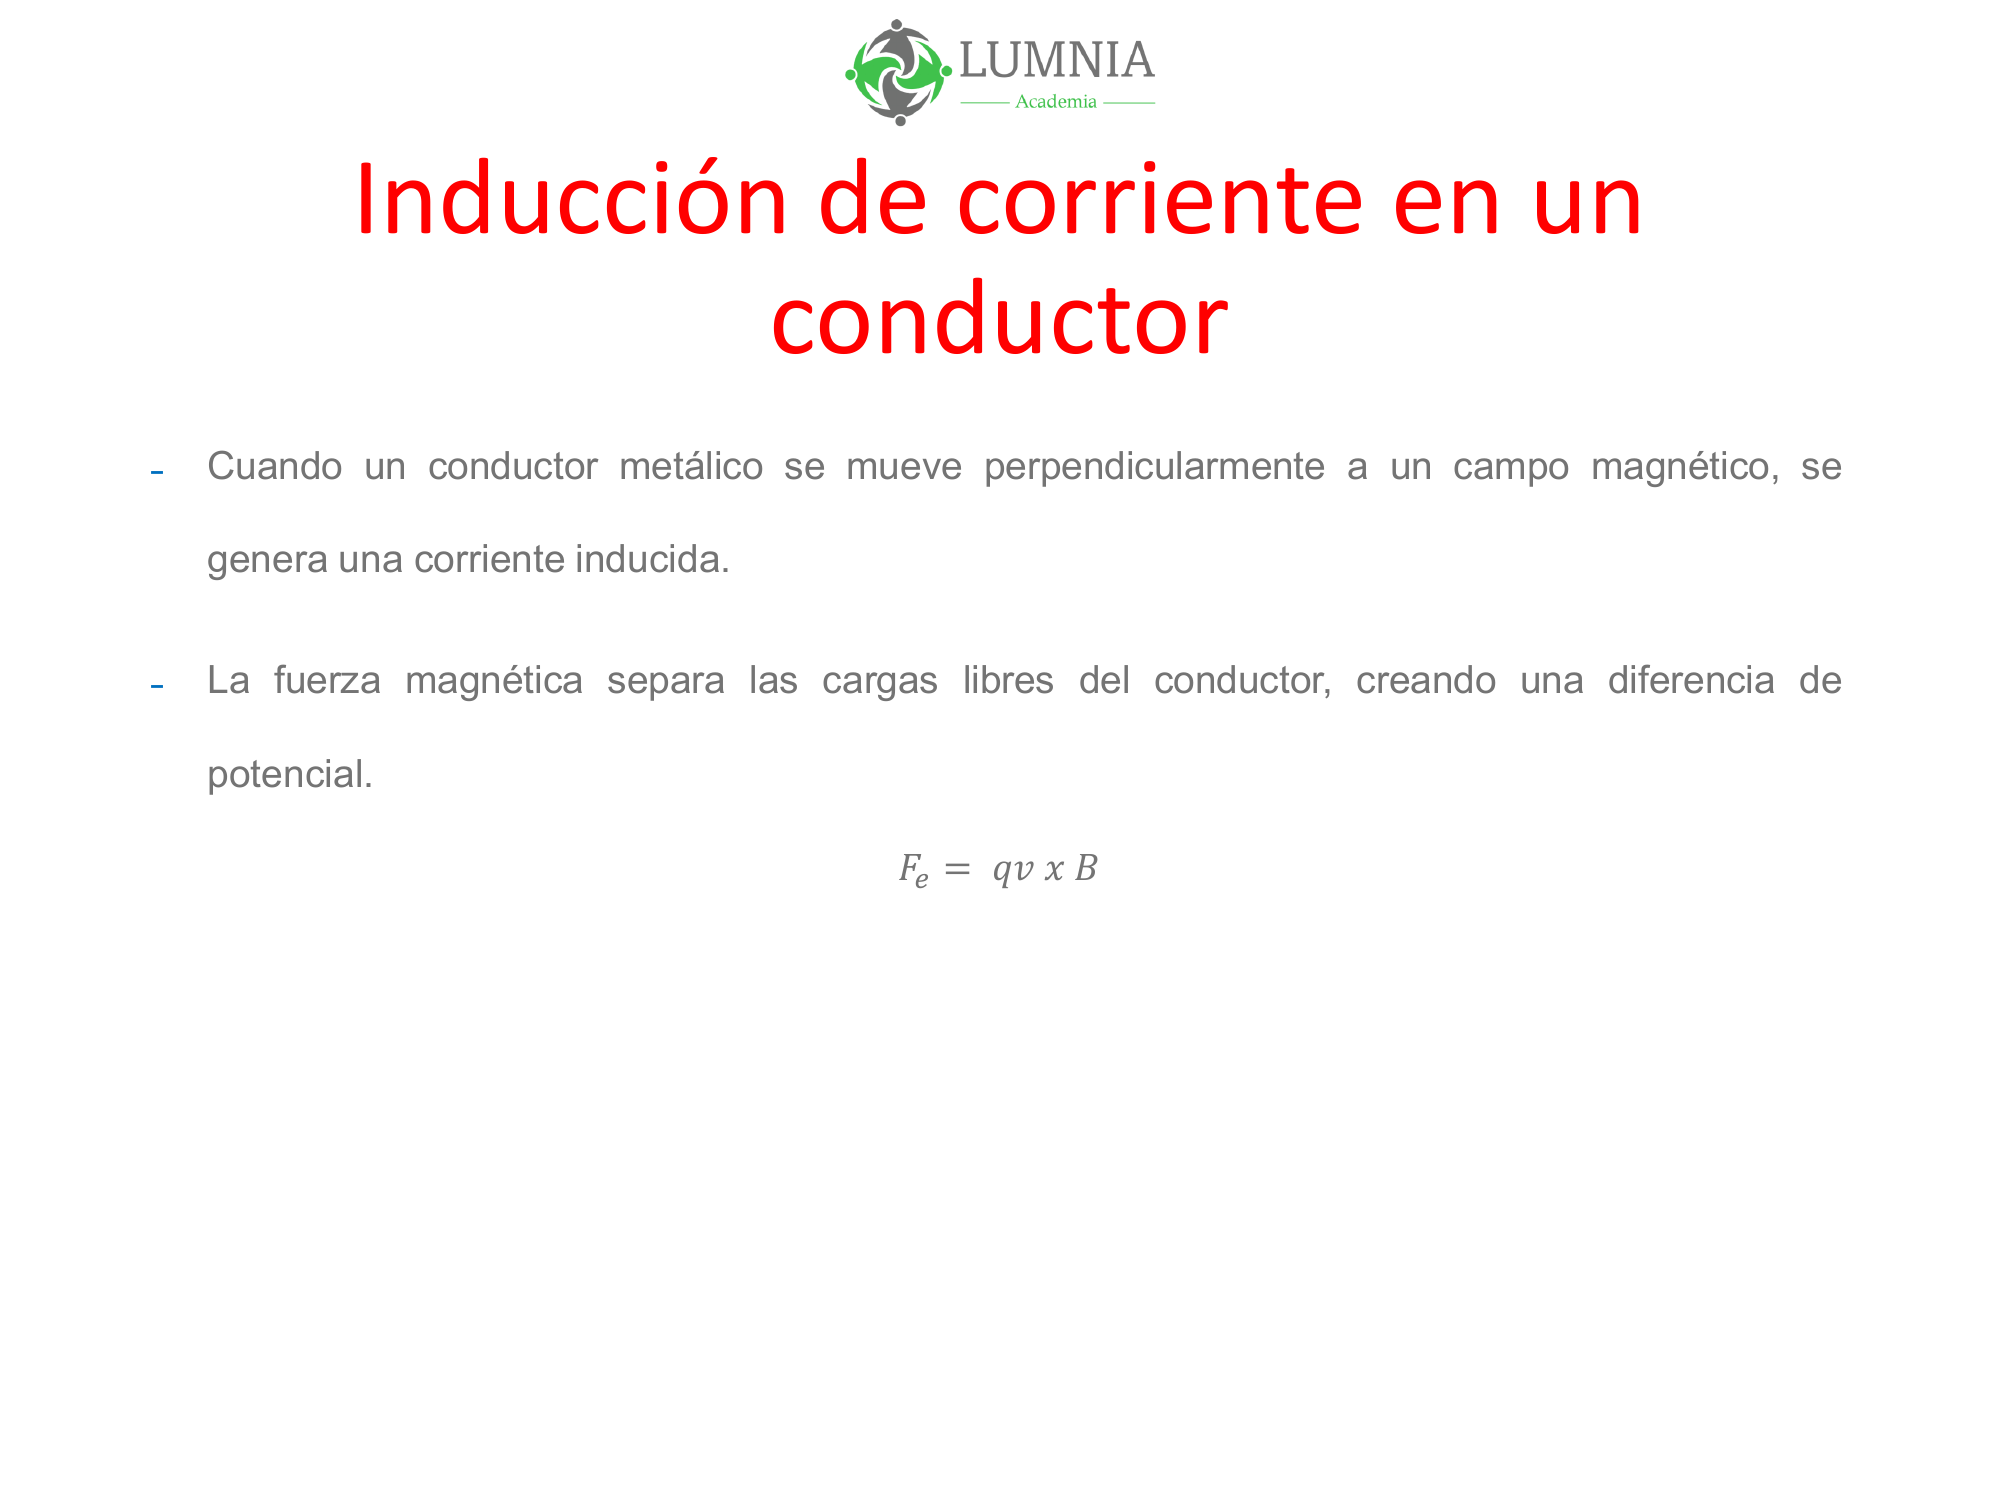 LUMNIA
Academia
Inducción de corriente en un
conductor
- Cuando un conductor metálico se mueve perpendicularmente a un campo magnético, se
genera una corriente inducida.
- La fuerza magnética separa las cargas libres del conductor, creando una diferencia de
potencial.
Fₑ = qv x B